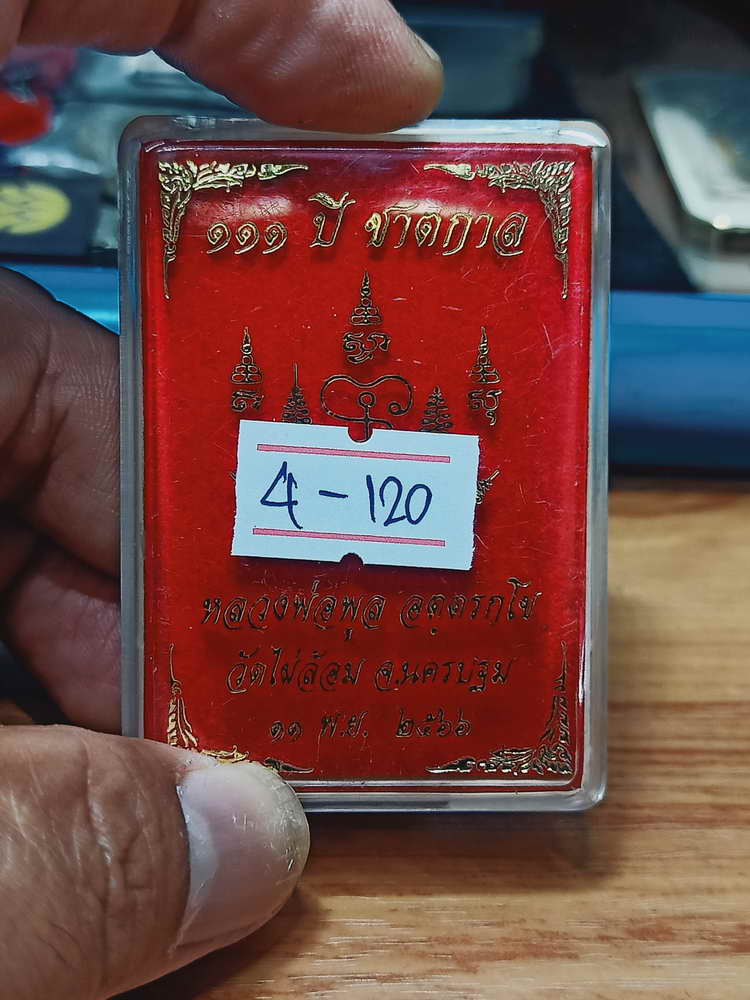 ๑๑๑ ปี ชาตกาล
4-120
หลวงพ่อพูล อตฺตรกฺโข
วัดไผ่ล้อม จ.นครปฐม
๑๑ พ.ย. ๒๕๖๖